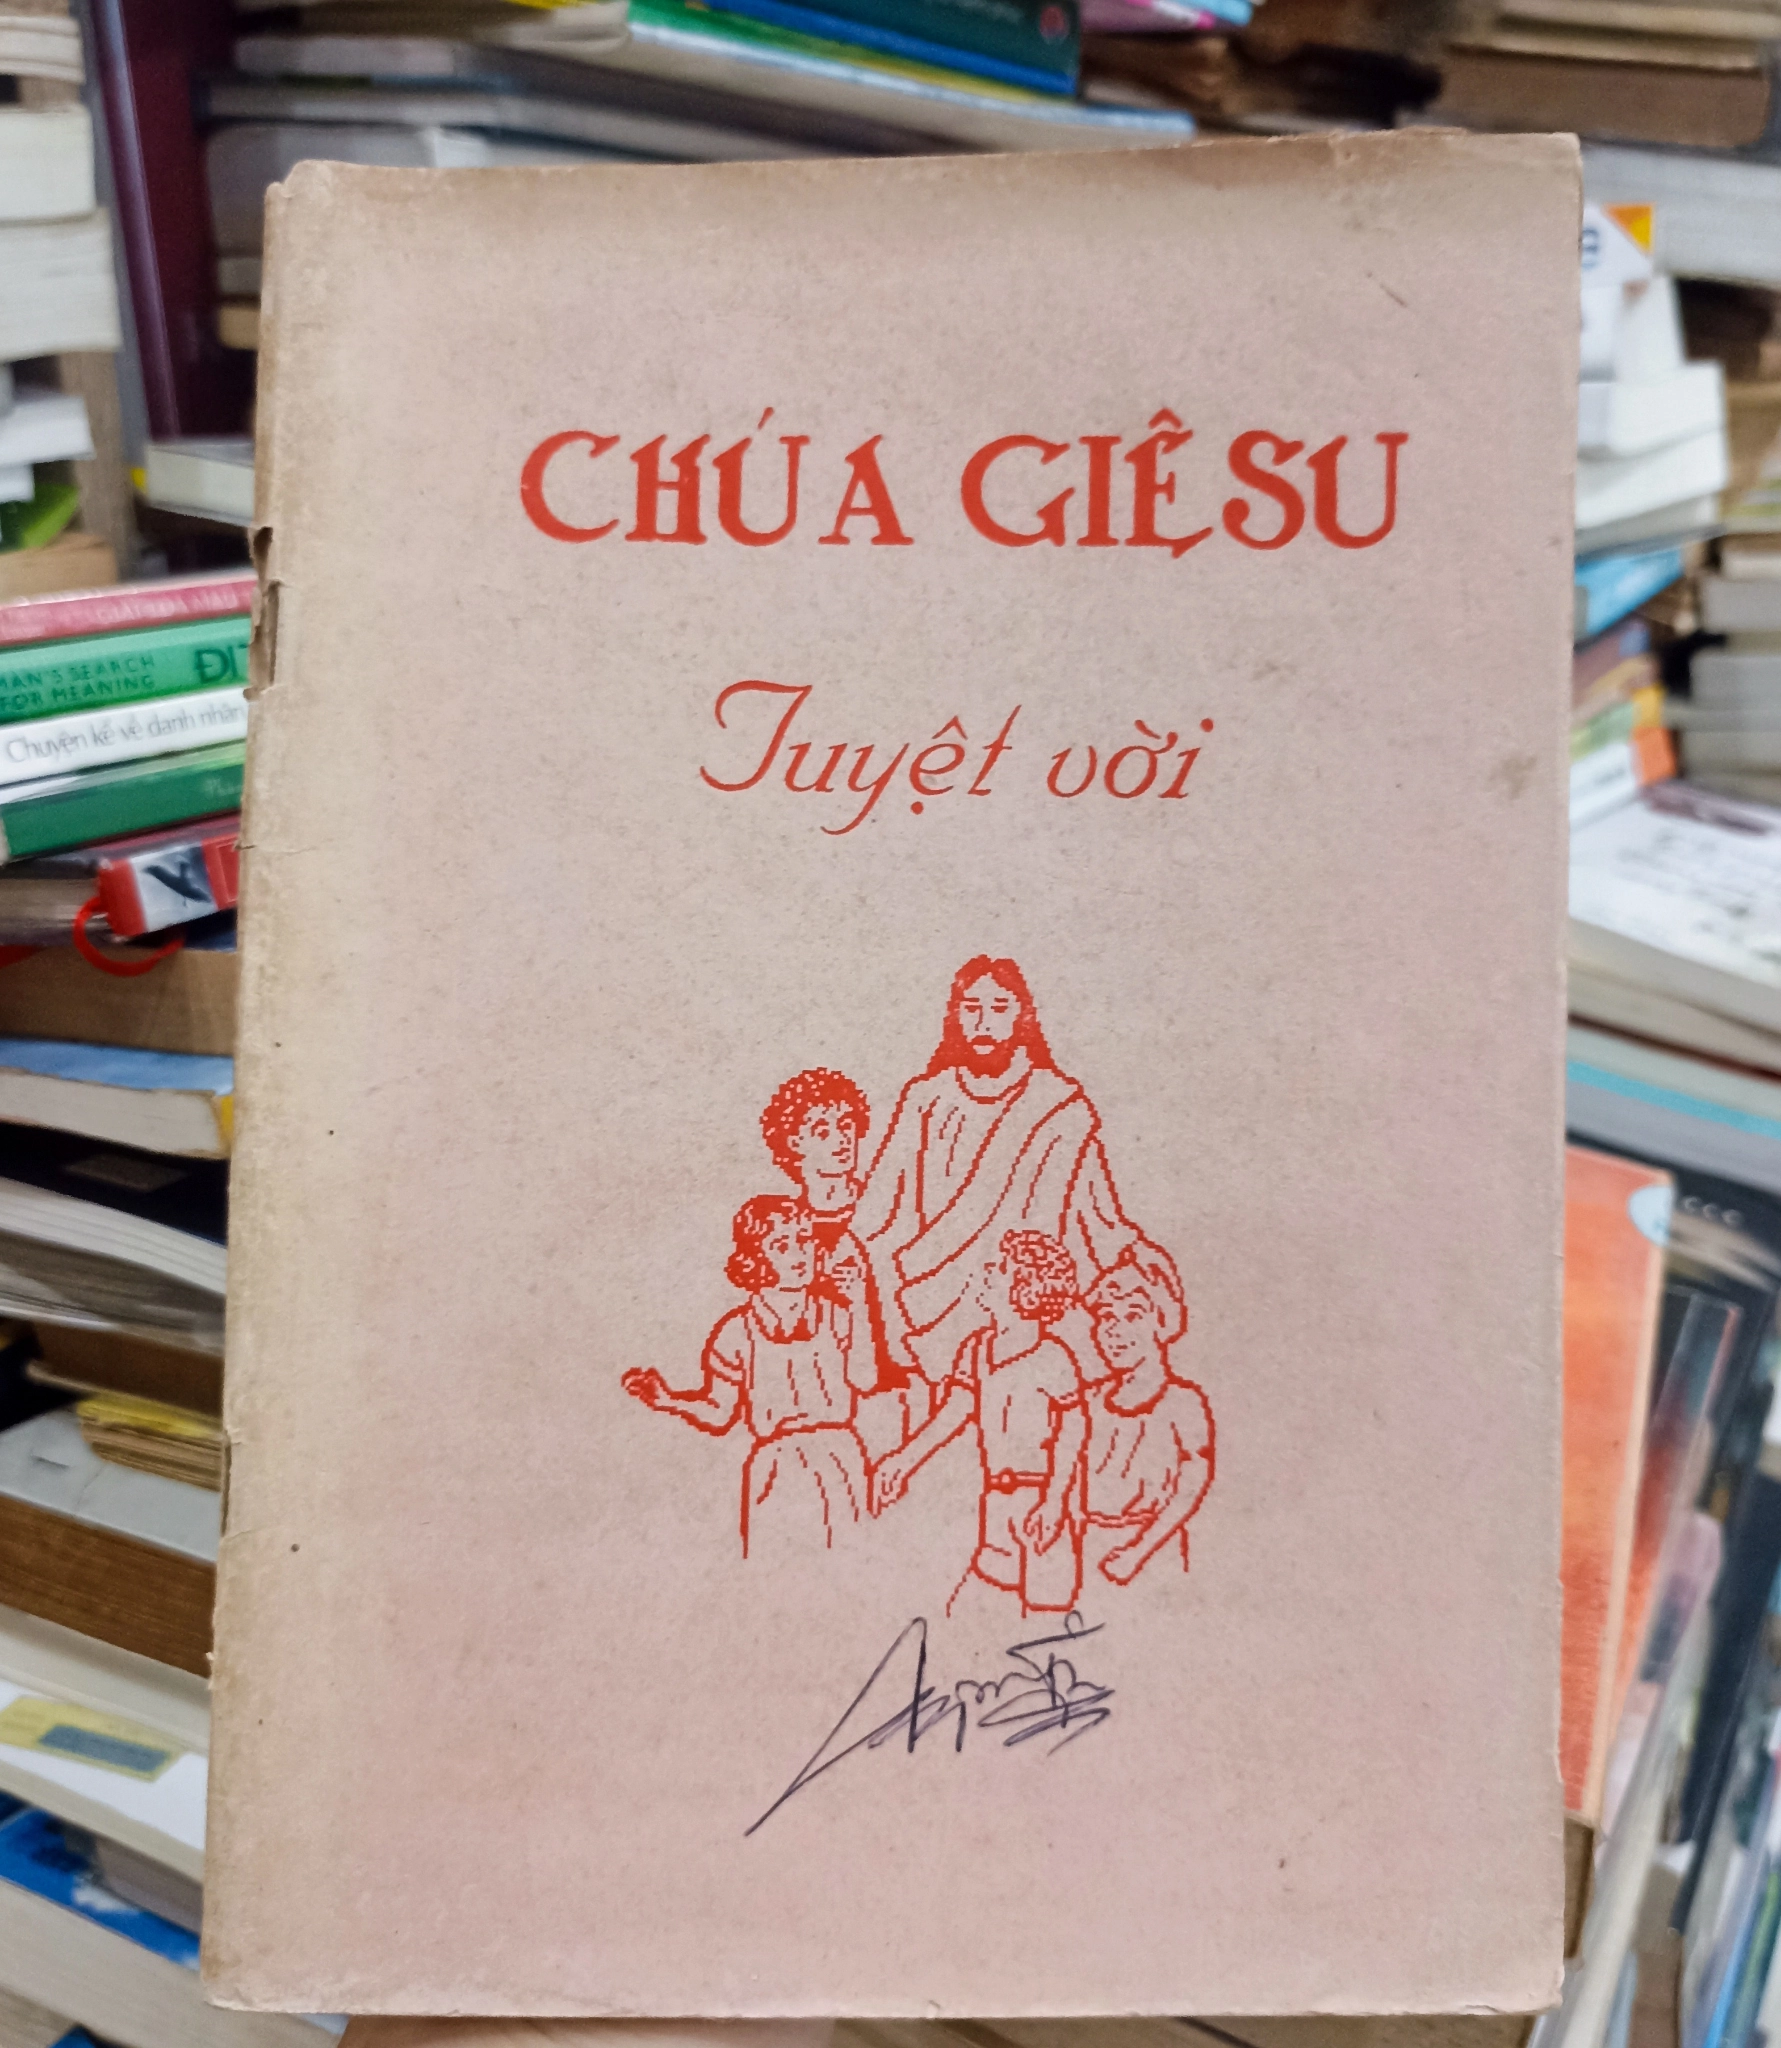 CHÚA GIÊSU
Tuyệt vời
MAN'S SEARCH
FOR MEANING
Chuyện kể về danh nhân